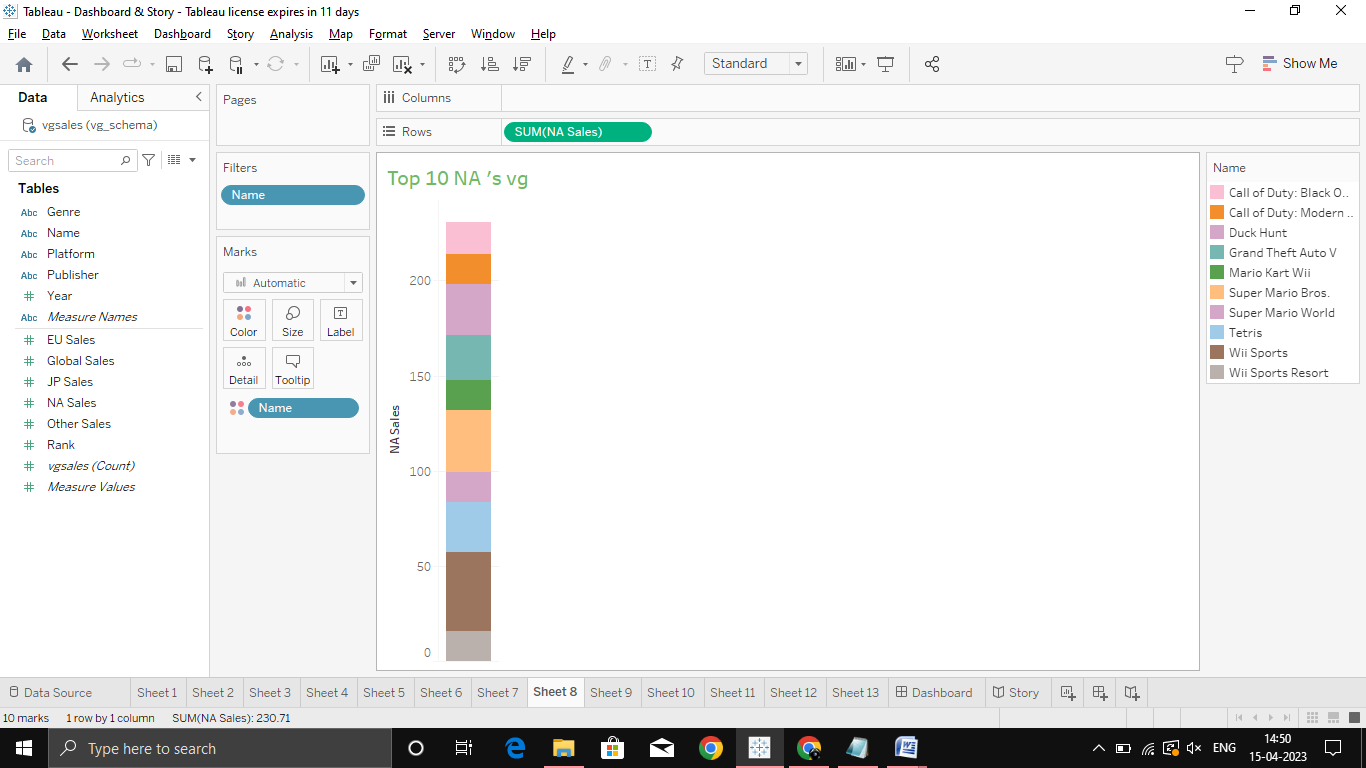 Tableau - Dashboard & Story - Tableau license expires in 11 days
File Data Worksheet Dashboard Story Analysis Map Format Server Window Help
Standard
Show Me
Data Analytics
vgsales (vg_schema)
Search
Tables
Abc Genre
Abc Name
Abc Platform
Abc Publisher
# Year
Abc Measure Names
# EU Sales
# Global Sales
# JP Sales
# NA Sales
# Other Sales
# Rank
# vgsales (Count)
# Measure Values
Pages
Filters
Name
Marks
Automatic
Color Size Label
Detail Tooltip
Name
Columns
Rows SUM(NA Sales)
Top 10 NA ’s vg
NA Sales
200
150
100
50
0
Name
Call of Duty: Black O..
Call of Duty: Modern ..
Duck Hunt
Grand Theft Auto V
Mario Kart Wii
Super Mario Bros.
Super Mario World
Tetris
Wii Sports
Wii Sports Resort
Data Source Sheet 1 Sheet 2 Sheet 3 Sheet 4 Sheet 5 Sheet 6 Sheet 7 Sheet 8 Sheet 9 Sheet 10 Sheet 11 Sheet 12 Sheet 13 Dashboard Story
10 marks 1 row by 1 column SUM(NA Sales): 230.71
Type here to search
ENG
14:50
15-04-2023